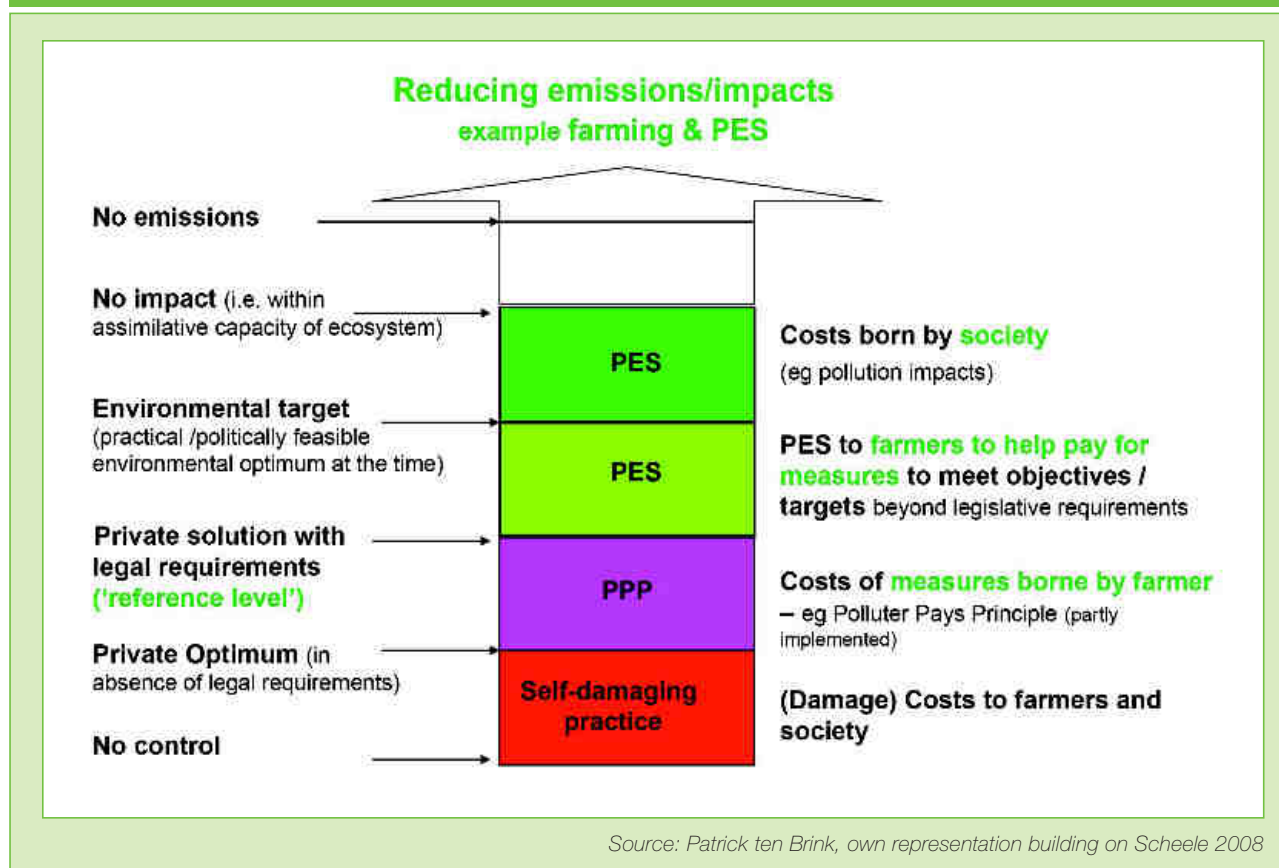 Reducing emissions/impacts
example farming & PES
No emissions
No impact (i.e. within
assimilative capacity of ecosystem)
Environmental target
(practical /politically feasible
environmental optimum at the time)
Private solution with
legal requirements
(‘reference level’)
Private Optimum (in
absence of legal requirements)
No control
PES
PES
PPP
Self-damaging
practice
Costs born by society
(eg pollution impacts)
PES to farmers to help pay for
measures to meet objectives /
targets beyond legislative requirements
Costs of measures borne by farmer
– eg Polluter Pays Principle (partly
implemented)
(Damage) Costs to farmers and
society
Source: Patrick ten Brink, own representation building on Scheele 2008